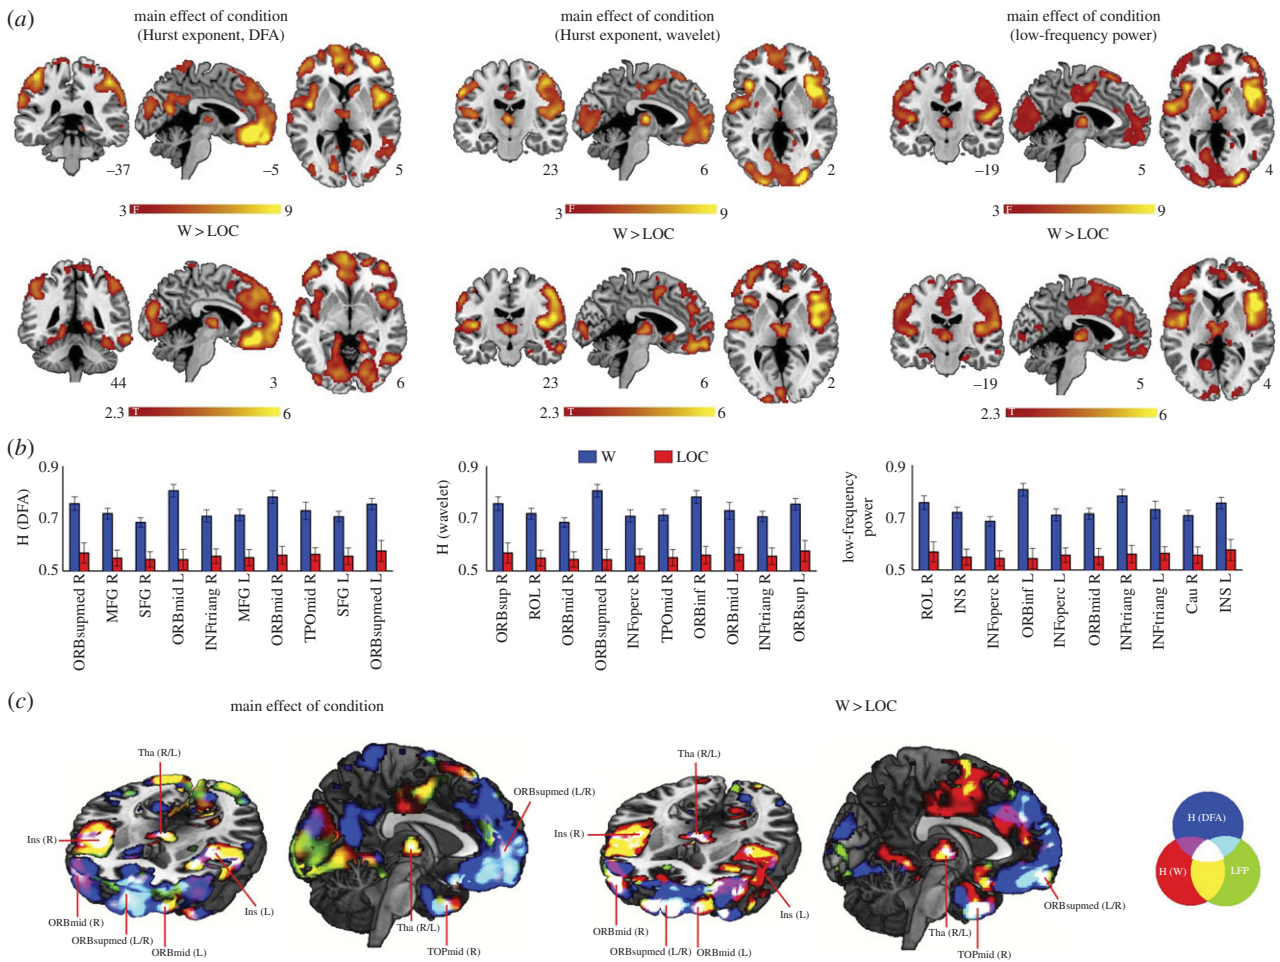 (a)
main effect of condition
(Hurst exponent, DFA)
main effect of condition
(Hurst exponent, wavelet)
main effect of condition
(low-frequency power)
–37
–5
5
23
6
2
–19
5
4
3 F 9
3 F 9
3 F 9
W > LOC
W > LOC
W > LOC
44
3
6
23
6
2
–19
5
4
2.3 T 6
2.3 T 6
2.3 T 6
(b)
W
LOC
H (DFA)
0.9
0.7
0.5
ORBsupmed R
MFG R
SFG R
ORBmid L
INFtriang R
MFG L
ORBmid R
TPOmid R
SFG L
ORBsupmed L
H (wavelet)
0.9
0.7
0.5
ORBsup R
ROL R
ORBmid R
ORBsupmed R
INFoperc R
TPOmid R
ORBinf R
ORBmid L
INFtriang R
ORBsup L
low-frequency
power
0.9
0.7
0.5
ROL R
INS R
INFoperc R
ORBinf L
INFoperc L
ORBmid R
INFtriang R
INFtriang L
Cau R
INS L
(c)
main effect of condition
W > LOC
Tha (R/L)
Ins (R)
ORBmid (R)
ORBsupmed (L/R)
ORBmid (L)
Ins (L)
ORBsupmed (L/R)
Tha (R/L)
TOPmid (R)
Tha (R/L)
Ins (R)
ORBmid (R)
ORBsupmed (L/R)
ORBmid (L)
Ins (L)
ORBsupmed (L/R)
Tha (R/L)
TOPmid (R)
H (DFA)
H (W)
LFP